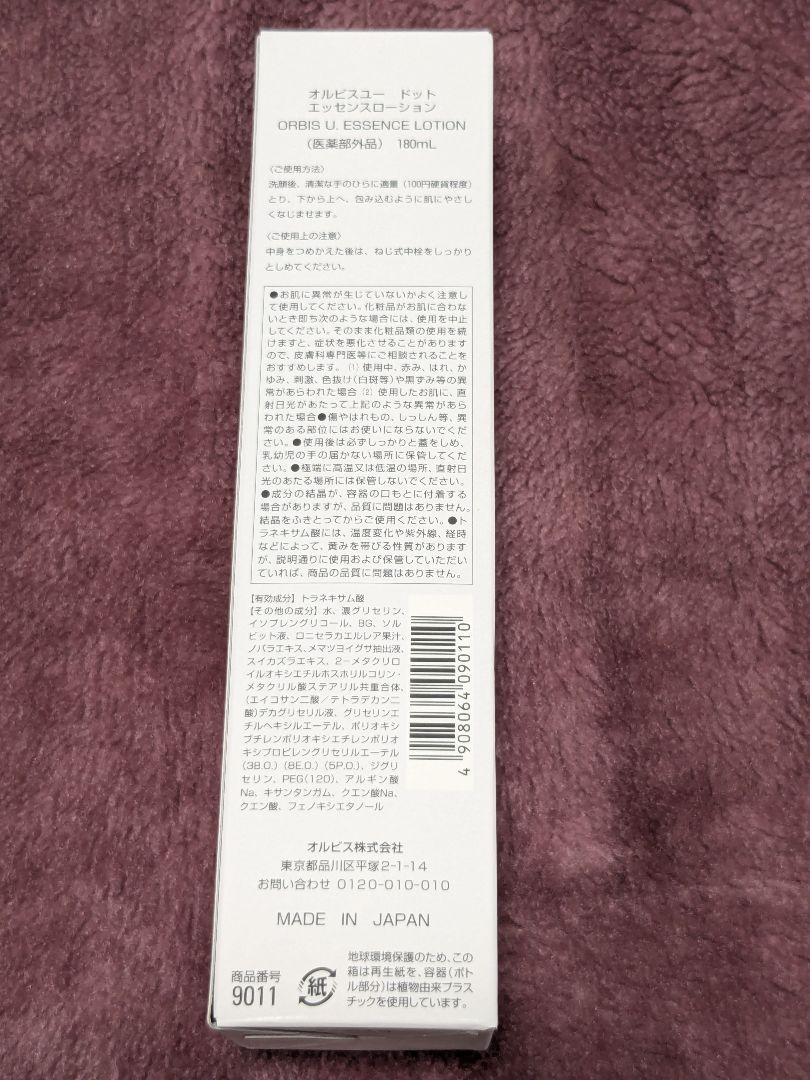 オルビスユー　ドット
エッセンスローション
ORBIS U. ESSENCE LOTION
（医薬部外品）　180mL
〈ご使用方法〉
洗顔後、清潔な手のひらに適量（100円硬貨程度）
とり、下から上へ、包み込むように肌にやさし
くなじませます。
〈ご使用上の注意〉
中身をつめかえた後は、ねじ式中栓をしっかり
としめてください。
●お肌に異常が生じていないかよく注意し
て使用してください。化粧品がお肌に合わな
いとき即ち次のような場合には、使用を中止
してください。そのまま化粧品類の使用を続
けますと、症状を悪化させることがあります
ので、皮膚科専門医等にご相談されることを
おすすめします。（1）使用中、赤み、はれ、か
ゆみ、刺激、色抜け（白斑等）や黒ずみ等の異
常があらわれた場合（2）使用したお肌に、直
射日光があたって上記のような異常があら
われた場合●傷やはれもの、しっしん等、異
常のある部位にはお使いにならないでくだ
さい。●使用後は必ずしっかりと蓋をしめ、
乳幼児の手の届かない場所に保管してくだ
さい。●極端に高温又は低温の場所、直射日
光のあたる場所には保管しないでください。
●成分の結晶が、容器の口もとに付着する
場合がありますが、品質に問題はありません。
結晶をふきとってからご使用ください。●ト
ラネキサム酸には、温度変化や紫外線、経時
などによって、黄みを帯びる性質があります
が、説明通りに使用および保管していただい
ていれば、商品の品質に問題はありません。
【有効成分】トラネキサム酸
【その他の成分】水、濃グリセリン、
イソプレングリコール、BG、ソル
ビット液、ロニセラカエルレア果汁、
ノバラエキス、メマツヨイグサ抽出液、
スイカズラエキス、2－メタクリロ
イルオキシエチルホスホリルコリン・
メタクリル酸ステアリル共重合体、
（エイコサン二酸／テトラデカン二
酸）デカグリセリル液、グリセリンエ
チルヘキシルエーテル、ポリオキシ
ブチレンポリオキシエチレンポリオ
キシプロピレングリセリルエーテル
（3B.O.）（8E.O.）（5P.O.）、ジグリ
セリン、PEG（120）、アルギン酸
Na、キサンタンガム、クエン酸Na、
クエン酸、フェノキシエタノール
4 908064 090110
オルビス株式会社
東京都品川区平塚2-1-14
お問い合わせ 0120-010-010
MADE IN JAPAN
商品番号
9011
紙
地球環境保護のため、この
箱は再生紙を、容器（ボト
ル部分）は植物由来プラス
チックを使用しています。